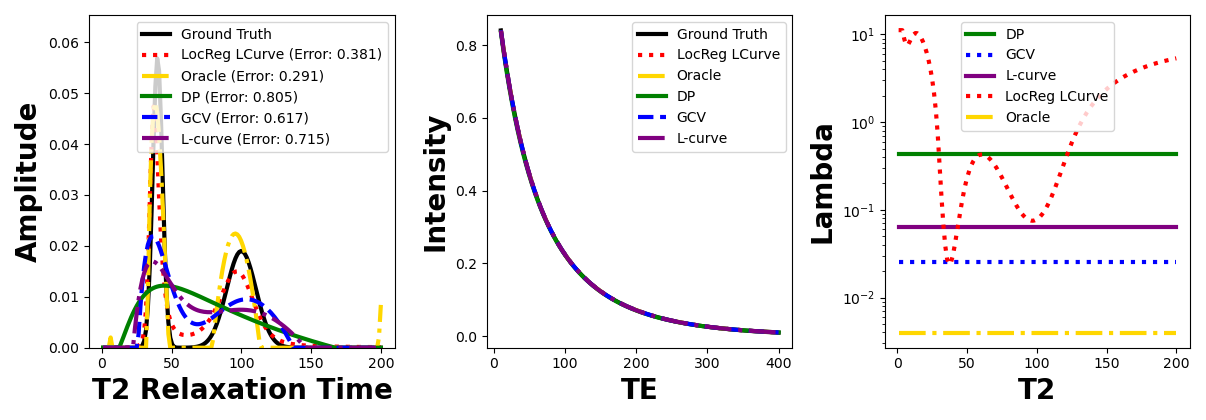 Ground Truth
LocReg LCurve (Error: 0.381)
Oracle (Error: 0.291)
DP (Error: 0.805)
GCV (Error: 0.617)
L-curve (Error: 0.715)
0.06
0.05
0.04
0.03
0.02
0.01
0.00
0
50
100
150
200
Amplitude
T2 Relaxation Time
Ground Truth
LocReg LCurve
Oracle
DP
GCV
L-curve
0.8
0.6
0.4
0.2
0.0
0
100
200
300
400
Intensity
TE
DP
GCV
L-curve
LocReg LCurve
Oracle
10¹
10⁰
10⁻¹
10⁻²
0
50
100
150
200
Lambda
T2